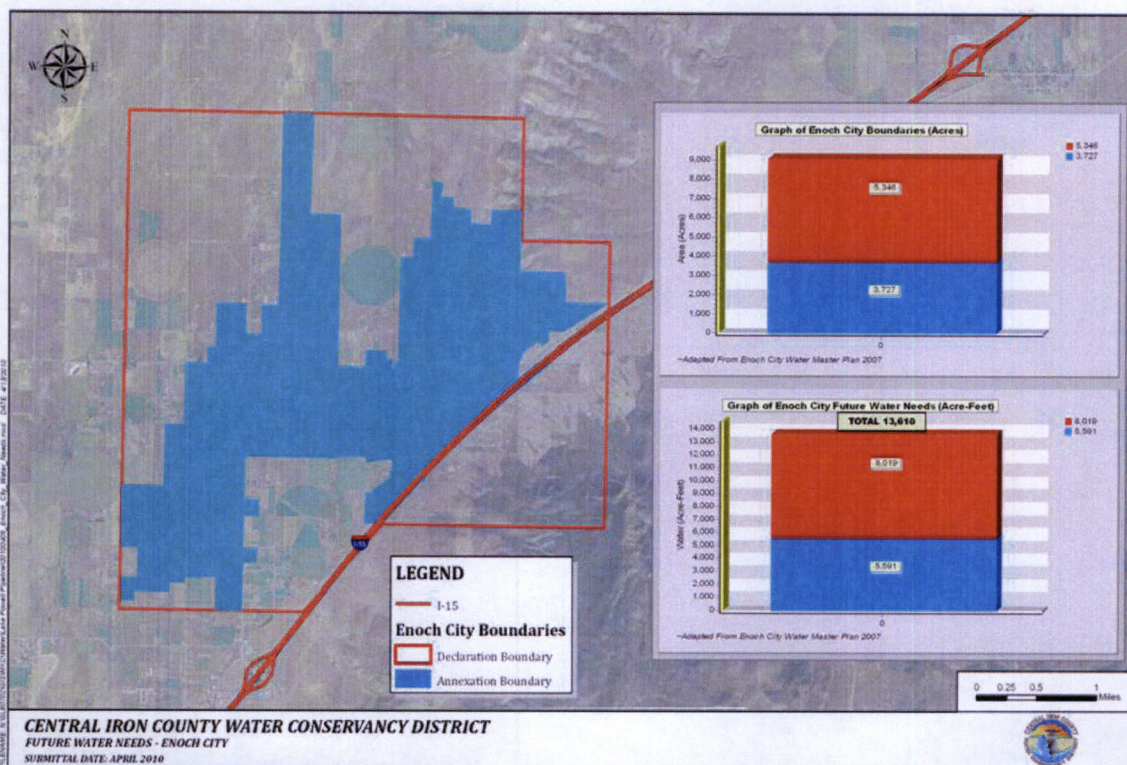 N
W
E
S
Graph of Enoch City Boundaries (Acres)
5,346
3,727
9,000
8,000
7,000
6,000
5,000
4,000
3,000
2,000
1,000
0
Area (Acres)
5,346
3,727
0
~Adapted From Enoch City Water Master Plan 2007
Graph of Enoch City Future Water Needs (Acre-Feet)
TOTAL 13,610
8,019
5,591
14,000
13,000
12,000
11,000
10,000
9,000
8,000
7,000
6,000
5,000
4,000
3,000
2,000
1,000
0
Water (Acre-Feet)
8,019
5,591
0
~Adapted From Enoch City Water Master Plan 2007
I-15
LEGEND
I-15
Enoch City Boundaries
Declaration Boundary
Annexation Boundary
0 0.25 0.5 1
Miles
CENTRAL IRON COUNTY WATER CONSERVANCY DISTRICT
FUTURE WATER NEEDS - ENOCH CITY
SUBMITTAL DATE: APRIL 2010
CENTRAL IRON COUNTY
DATE: 4/13/2010